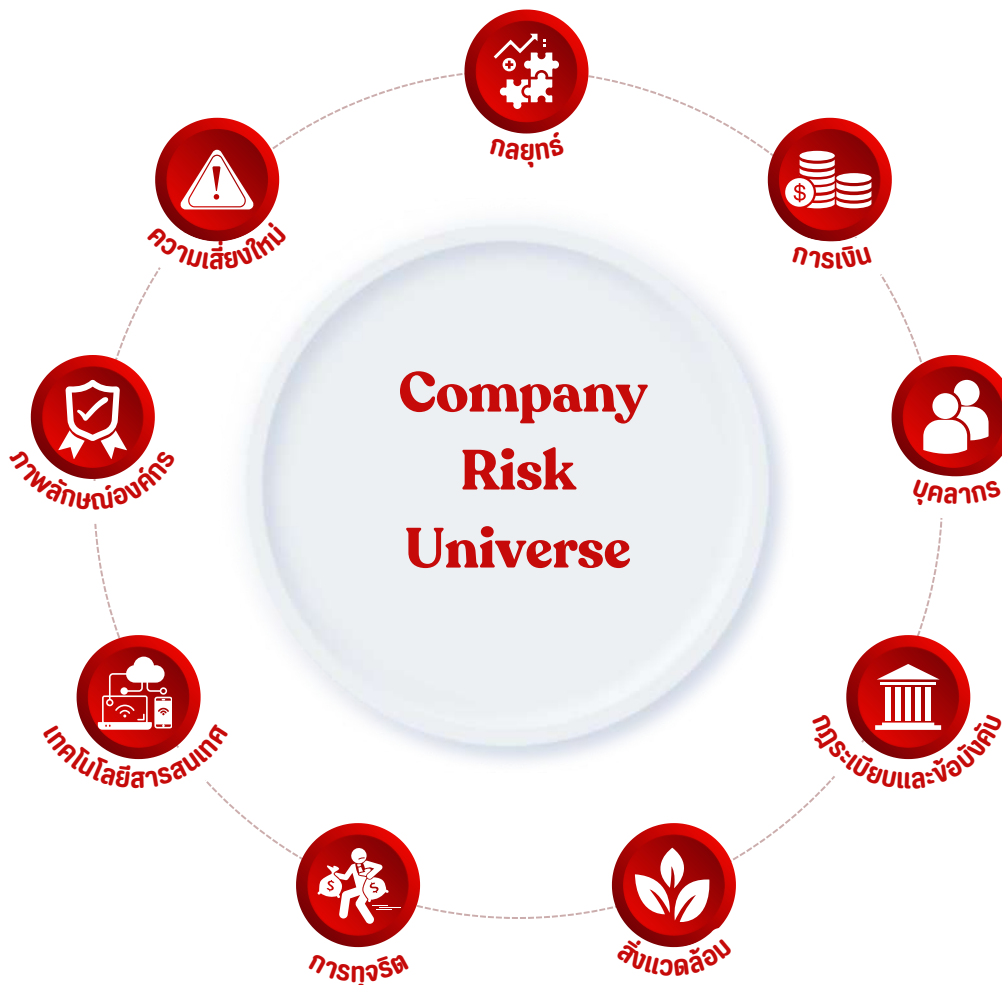 กลยุทธ์
การเงิน
บุคลากร
กฎระเบียบและข้อบังคับ
สิ่งแวดล้อม
การทุจริต
เทคโนโลยีสารสนเทศ
ภาพลักษณ์องค์กร
ความเสี่ยงใหม่
Company
Risk
Universe